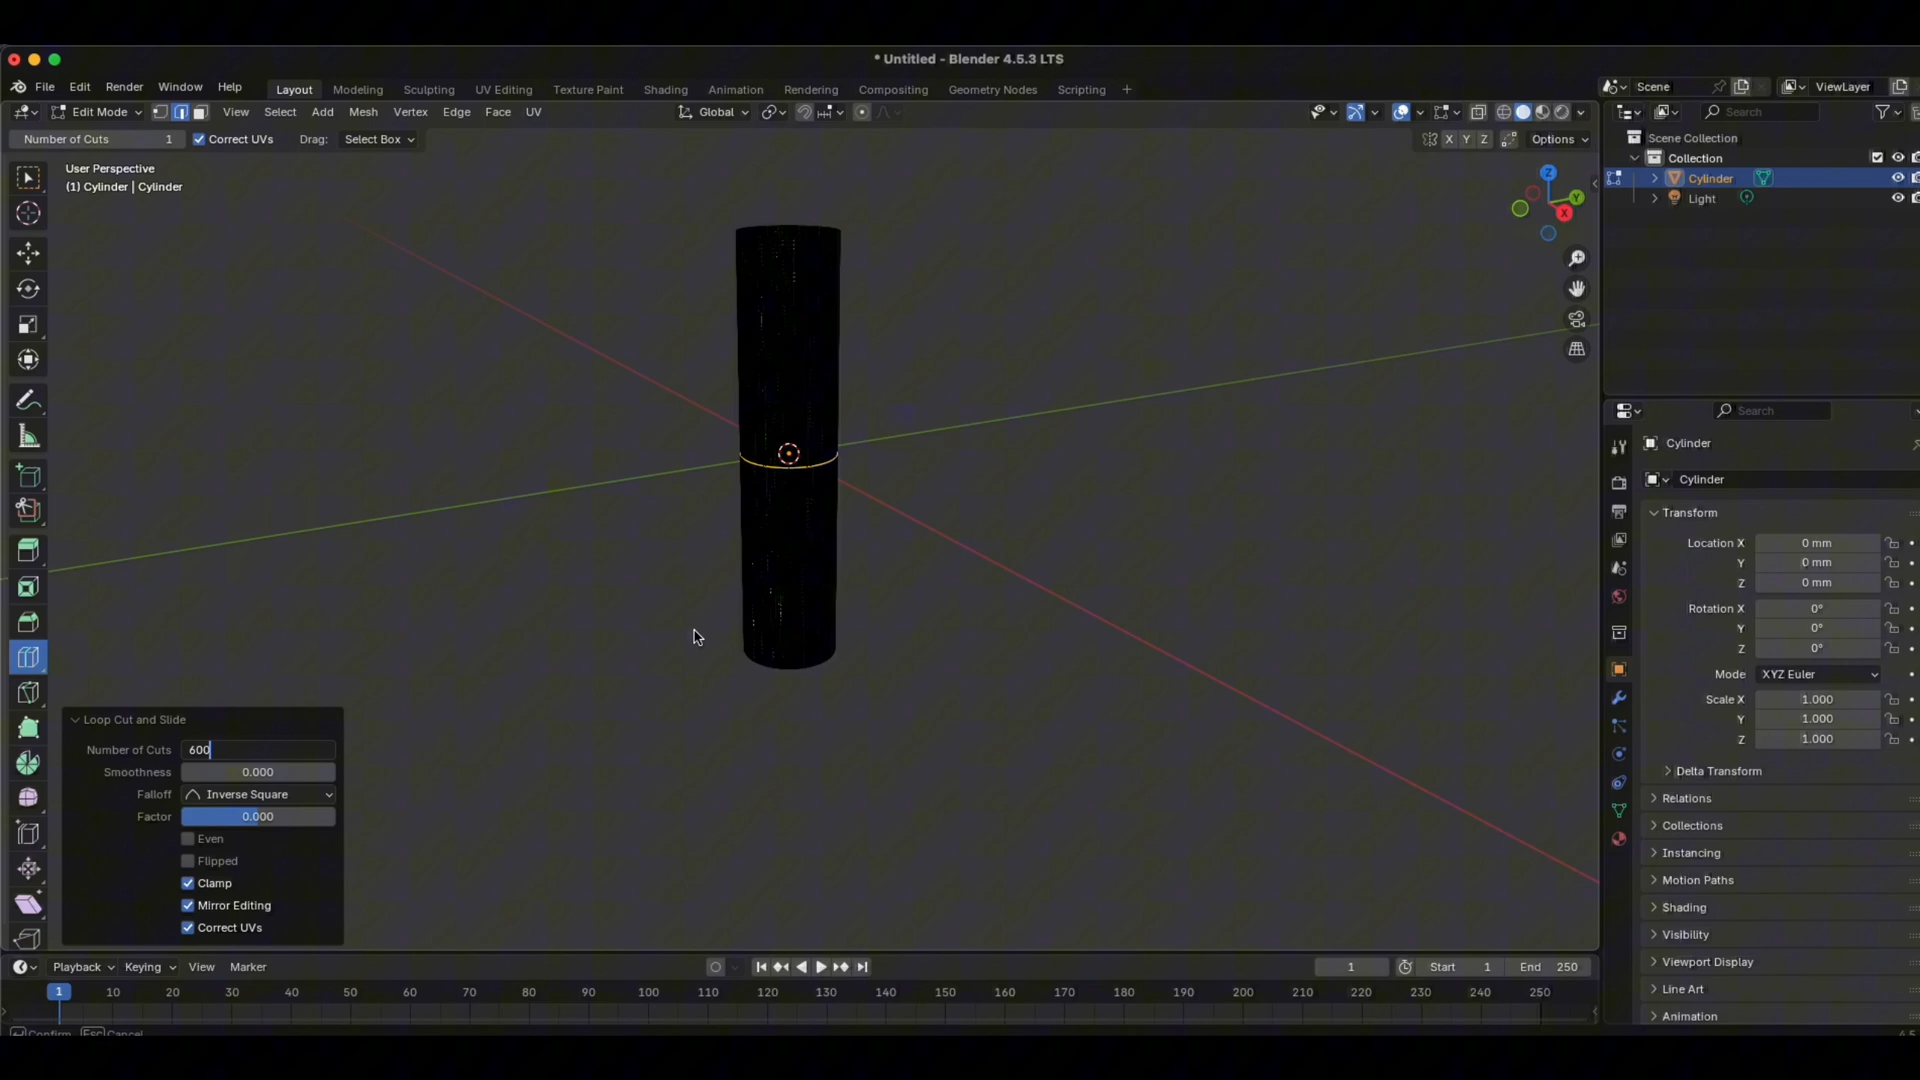 * Untitled - Blender 4.5.3 LTS
File Edit Render Window Help Layout Modeling Sculpting UV Editing Texture Paint Shading Animation Rendering Compositing Geometry Nodes Scripting + Scene ViewLayer
Edit Mode View Select Add Mesh Vertex Edge Face UV Global Search
Number of Cuts 1 Correct UVs Drag: Select Box X Y Z Options
Scene Collection
Collection
Cylinder
Light
User Perspective
(1) Cylinder | Cylinder
Z
Y
X
Search
Cylinder
Cylinder
Transform
Location X 0 mm
Y 0 mm
Z 0 mm
Rotation X 0°
Y 0°
Z 0°
Mode XYZ Euler
Scale X 1.000
Y 1.000
Z 1.000
Delta Transform
Relations
Collections
Instancing
Motion Paths
Shading
Visibility
Viewport Display
Line Art
Animation
Loop Cut and Slide
Number of Cuts 600
Smoothness 0.000
Falloff Inverse Square
Factor 0.000
Even
Flipped
Clamp
Mirror Editing
Correct UVs
Playback Keying View Marker 1 Start 1 End 250
1 10 20 30 40 50 60 70 80 90 100 110 120 130 140 150 160 170 180 190 200 210 220 230 240 250
Confirm Esc Cancel